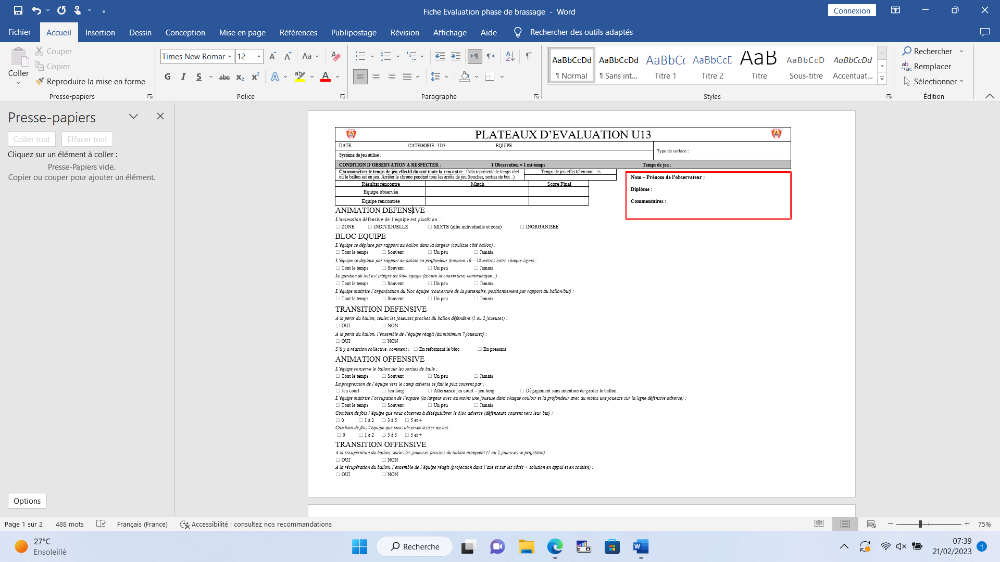 Fiche Evaluation phase de brassage - Word
Connexion
Fichier Accueil Insertion Dessin Conception Mise en page Références Publipostage Révision Affichage Aide Rechercher des outils adaptés
Coller
Couper
Copier
Reproduire la mise en forme
Presse-papiers
Times New Romar 12 Aa
G I S abc x₂ x² A ab A
Police
Paragraphe
AaBbCcDd AaBbCcDd AaBbCc AaBbCcD AaB AaBbCcD AaBbCcDd
¶ Normal ¶ Sans int... Titre 1 Titre 2 Titre Sous-titre Accentuat...
Styles
Rechercher
Remplacer
Sélectionner
Édition
Presse-papiers
Coller tout Effacer tout
Cliquez sur un élément à coller :
Presse-Papiers vide.
Copier ou couper pour ajouter un élément.
Options
PLATEAUX D’EVALUATION U13
DATE : CATEGORIE : U13 EQUIPE :
Système de jeu utilisé :
Type de surface :
CONDITION D’OBSERVATION A RESPECTER : 1 Observation = 1 mi-temps Temps de jeu :
Chronométrer le temps de jeu effectif durant toute la rencontre : Cela représente le temps réel
où le ballon est en jeu. Arrêter le chrono pendant tous les arrêts de jeu (touches, sorties de but...)
Temps de jeu effectif en mm : ss
Résultat rencontre Match Score Final
Equipe observée
Equipe rencontrée
Nom – Prénom de l’observateur :
Diplôme :
Commentaires :
ANIMATION DEFENSIVE
L’animation défensive de l’équipe est plutôt en :
☐ ZONE ☐ INDIVIDUELLE ☐ MIXTE (allie individuelle et zone) ☐ INORGANISEE
BLOC EQUIPE
L’équipe se déplace par rapport au ballon dans la largeur (coulisse côté ballon) :
☐ Tout le temps ☐ Souvent ☐ Un peu ☐ Jamais
L’équipe se déplace par rapport au ballon en profondeur (environ 10 – 12 mètres entre chaque ligne) :
☐ Tout le temps ☐ Souvent ☐ Un peu ☐ Jamais
Le gardien de but est intégré au bloc équipe (assure la couverture, communique...) :
☐ Tout le temps ☐ Souvent ☐ Un peu ☐ Jamais
L’équipe maitrise l’organisation du bloc équipe (couverture de la partenaire, positionnement par rapport au ballon/but) :
☐ Tout le temps ☐ Souvent ☐ Un peu ☐ Jamais
TRANSITION DEFENSIVE
A la perte du ballon, seules les joueuses proches du ballon défendent (1 ou 2 joueuses) :
☐ OUI ☐ NON
A la perte du ballon, l’ensemble de l’équipe réagit (au minimum 7 joueuses) :
☐ OUI ☐ NON
S’il y a réaction collective, comment : ☐ En reformant le bloc ☐ En pressant
ANIMATION OFFENSIVE
L’équipe conserve le ballon sur les sorties de balle :
☐ Tout le temps ☐ Souvent ☐ Un peu ☐ Jamais
La progression de l’équipe vers le camp adverse se fait le plus souvent par :
☐ Jeu court ☐ Jeu long ☐ Alternance jeu court – jeu long ☐ Dégagement sans intention de garder le ballon
L’équipe maitrise l’occupation de l’espace (la largeur avec au moins une joueuse dans chaque couloir et la profondeur avec au moins une joueuse sur la ligne défensive adverse) :
☐ Tout le temps ☐ Souvent ☐ Un peu ☐ Jamais
Combien de fois l’équipe que vous observez à déséquilibrer le bloc adverse (défenseurs courent vers leur but) :
☐ 0 ☐ 1 à 2 ☐ 3 à 5 ☐ 5 et +
Combien de fois l’équipe que vous observez à tirer au but :
☐ 0 ☐ 1 à 2 ☐ 3 à 5 ☐ 5 et +
TRANSITION OFFENSIVE
A la récupération du ballon, seules les joueuses proches du ballon attaquent (1 ou 2 joueuses se projettent) :
☐ OUI ☐ NON
A la récupération du ballon, l’ensemble de l’équipe réagit (projection dans l’axe et sur les côtés + solution en appui et en soutien) :
☐ OUI ☐ NON
Page 1 sur 2 488 mots Français (France) Accessibilité : consultez nos recommandations 75%
27°C
Ensoleillé
Recherche
07:39
21/02/2023
1